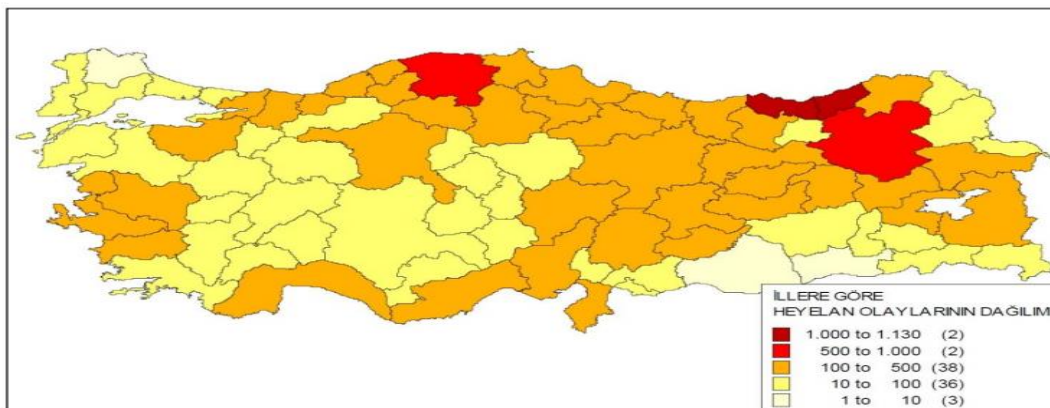 İLLERE GÖRE
HEYELAN OLAYLARININ DAĞILIM
1.000 to 1.130 (2)
500 to 1.000 (2)
100 to 500 (38)
10 to 100 (36)
1 to 10 (3)